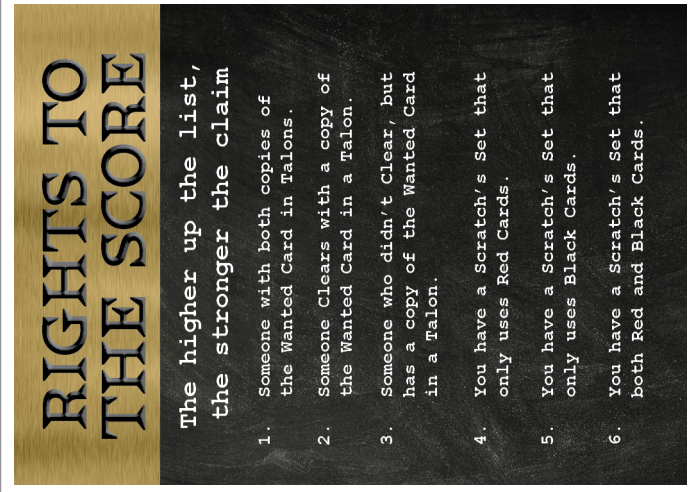 RIGHTS TO
THE SCORE
The higher up the list,
the stronger the claim
1. Someone with both copies of
the Wanted Card in Talons.
2. Someone Clears with a copy of
the Wanted Card in a Talon.
3. Someone who didn't Clear, but
has a copy of the Wanted Card
in a Talon.
4. You have a Scratch's Set that
only uses Red Cards.
5. You have a Scratch's Set that
only uses Black Cards.
6. You have a Scratch's Set that
both Red and Black Cards.